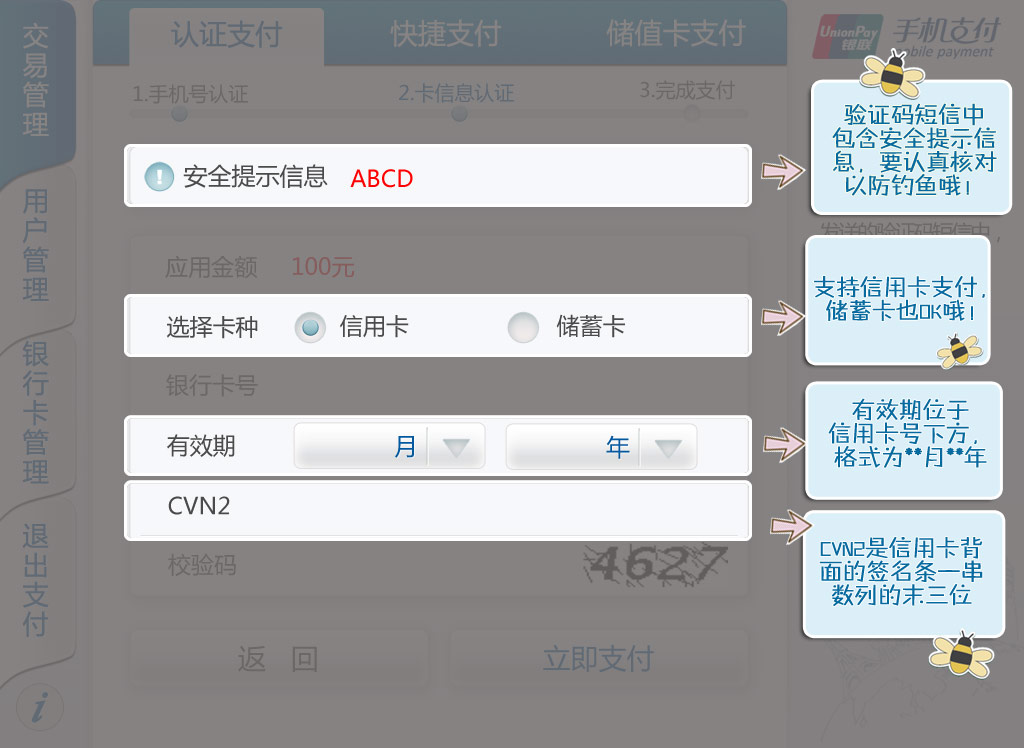 交易管理
用户管理
银行卡管理
退出支付
i
认证支付 快捷支付 储值卡支付
UnionPay
银联
手机支付
mobile payment
1.手机号认证 2.卡信息认证 3.完成支付
! 安全提示信息 ABCD
验证码短信中
包含安全提示信
息，要认真核对
以防钓鱼哦!
发送的验证码短信中，
应用金额 100元
选择卡种 信用卡 储蓄卡
支持信用卡支付,
储蓄卡也OK哦!
银行卡号
有效期 月 年
有效期位于
信用卡号下方,
格式为**月**年
CVN2
CVN2是信用卡背
面的签名条一串
数列的末三位
校验码 4627
返 回 立即支付